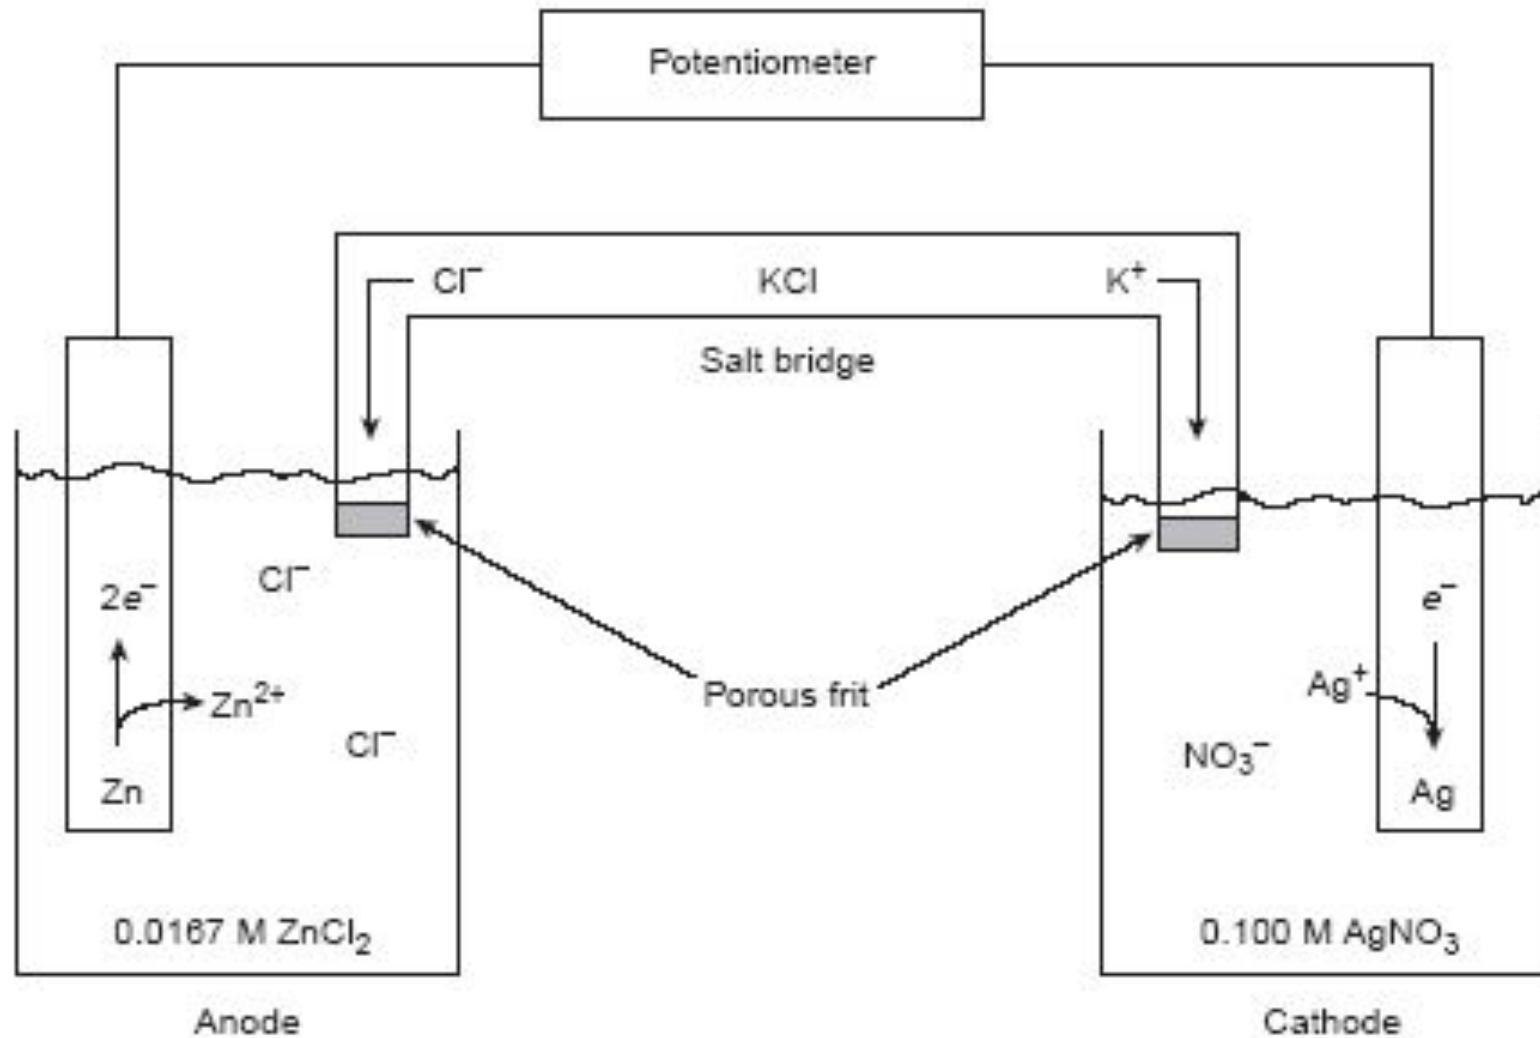 Potentiometer
Cl⁻
KCl
K⁺
Salt bridge
2e⁻
Cl⁻
e⁻
Zn²⁺
Porous frit
Ag⁺
Cl⁻
NO₃⁻
Zn
Ag
0.0167 M ZnCl₂
0.100 M AgNO₃
Anode
Cathode